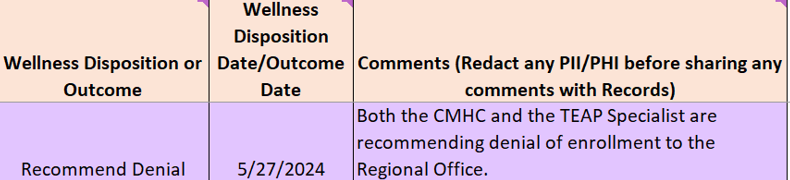 Wellness Disposition or
Outcome
Wellness
Disposition
Date/Outcome
Date
Comments (Redact any PII/PHI before sharing any
comments with Records)
Recommend Denial
5/27/2024
Both the CMHC and the TEAP Specialist are
recommending denial of enrollment to the
Regional Office.